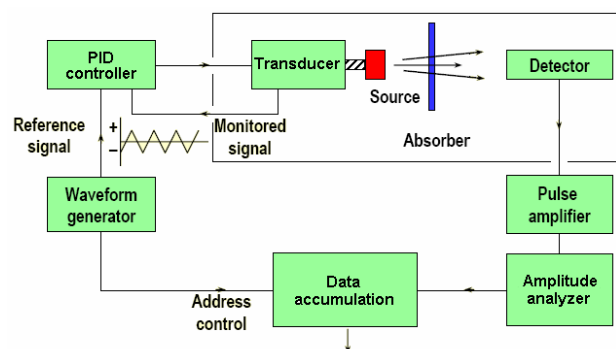 PID
controller
Transducer
Source
Detector
Reference
signal
+
−
Monitored
signal
Absorber
Waveform
generator
Pulse
amplifier
Address
control
Data
accumulation
Amplitude
analyzer